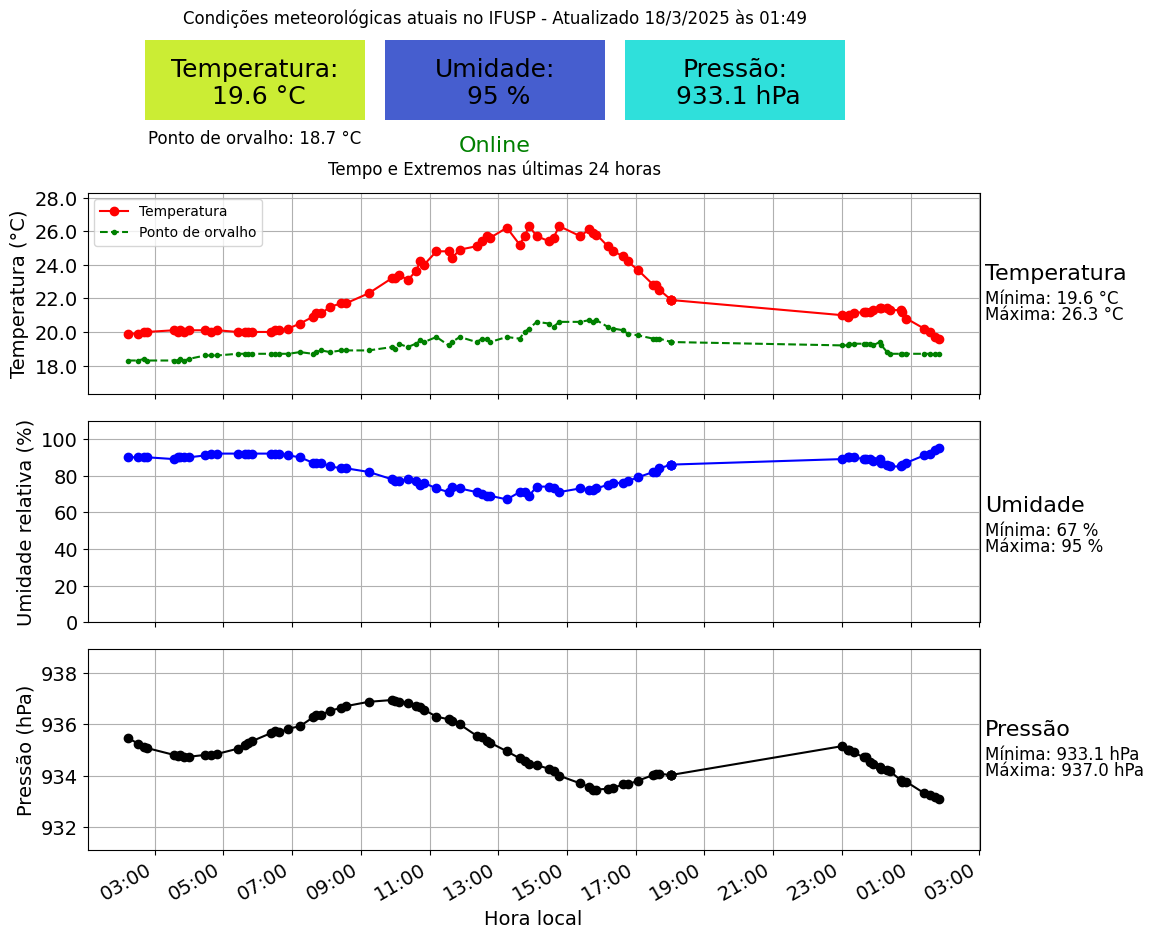 Condições meteorológicas atuais no IFUSP - Atualizado 18/3/2025 às 01:49
Temperatura:
19.6 °C
Umidade:
95 %
Pressão:
933.1 hPa
Ponto de orvalho: 18.7 °C
Online
Tempo e Extremos nas últimas 24 horas
Temperatura (°C)
28.0
26.0
24.0
22.0
20.0
18.0
Temperatura
Ponto de orvalho
Temperatura
Mínima: 19.6 °C
Máxima: 26.3 °C
Umidade relativa (%)
100
80
60
40
20
0
Umidade
Mínima: 67 %
Máxima: 95 %
Pressão (hPa)
938
936
934
932
Pressão
Mínima: 933.1 hPa
Máxima: 937.0 hPa
03:00 05:00 07:00 09:00 11:00 13:00 15:00 17:00 19:00 21:00 23:00 01:00 03:00
Hora local